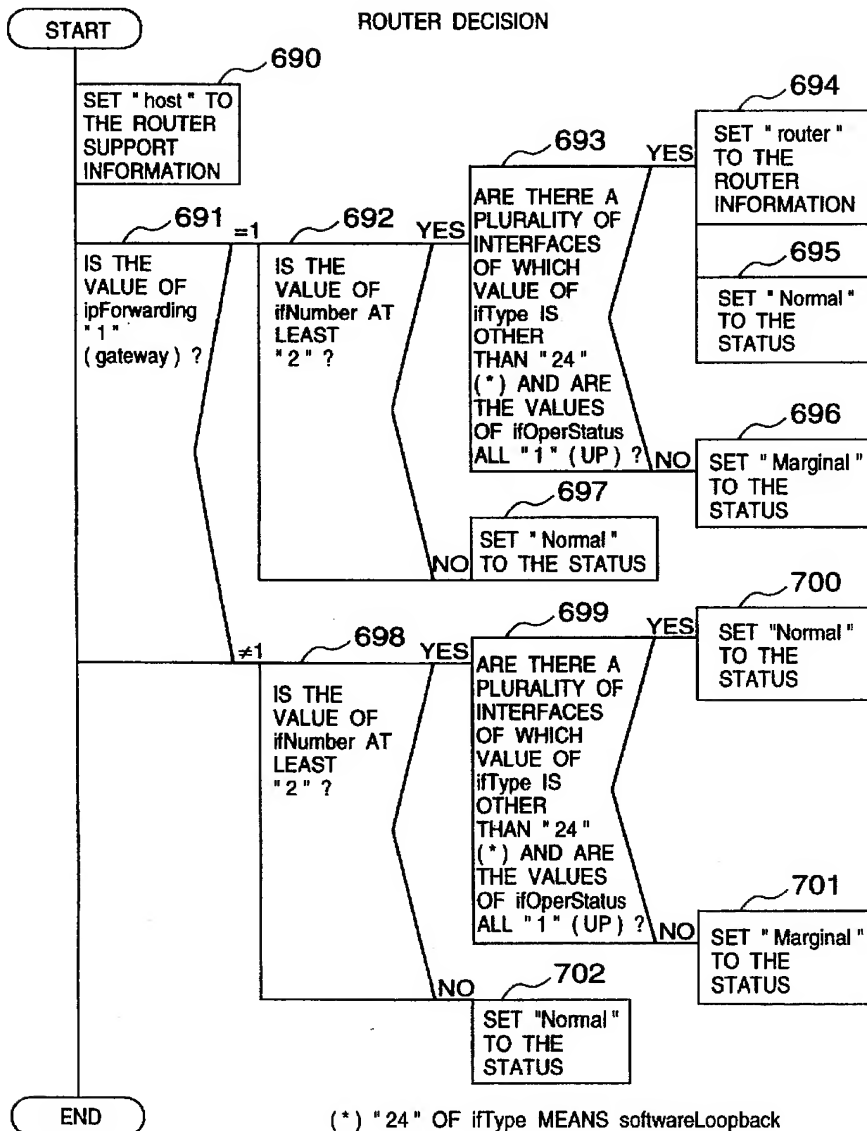 START
ROUTER DECISION
690
SET "host" TO
THE ROUTER
SUPPORT
INFORMATION
691
=1
IS THE
VALUE OF
ipForwarding
"1"
(gateway) ?
692
YES
IS THE
VALUE OF
ifNumber AT
LEAST
"2" ?
693
YES
ARE THERE A
PLURALITY OF
INTERFACES
OF WHICH
VALUE OF
ifType IS
OTHER
THAN "24"
(*) AND ARE
THE VALUES
OF ifOperStatus
ALL "1" (UP) ?
694
SET "router"
TO THE
ROUTER
INFORMATION
695
SET "Normal"
TO THE
STATUS
696
NO
SET "Marginal"
TO THE
STATUS
697
NO
SET "Normal"
TO THE STATUS
≠1
698
YES
IS THE
VALUE OF
ifNumber AT
LEAST
"2" ?
699
YES
ARE THERE A
PLURALITY OF
INTERFACES
OF WHICH
VALUE OF
ifType IS
OTHER
THAN "24"
(*) AND ARE
THE VALUES
OF ifOperStatus
ALL "1" (UP) ?
700
SET "Normal"
TO THE
STATUS
701
NO
SET "Marginal"
TO THE
STATUS
702
NO
SET "Normal"
TO THE
STATUS
END
(*) "24" OF ifType MEANS softwareLoopback